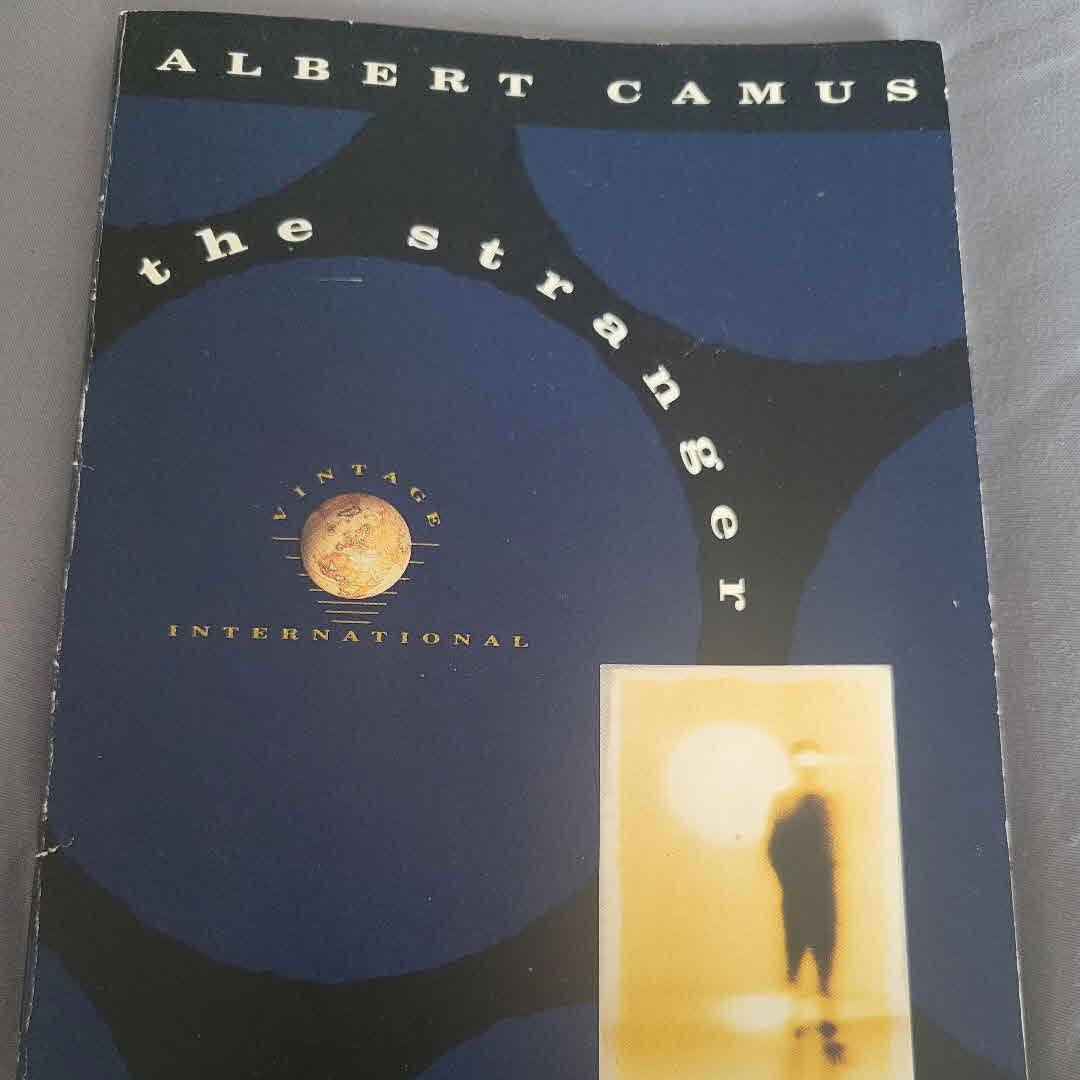 ALBERT CAMUS
the stranger
VINTAGE
INTERNATIONAL